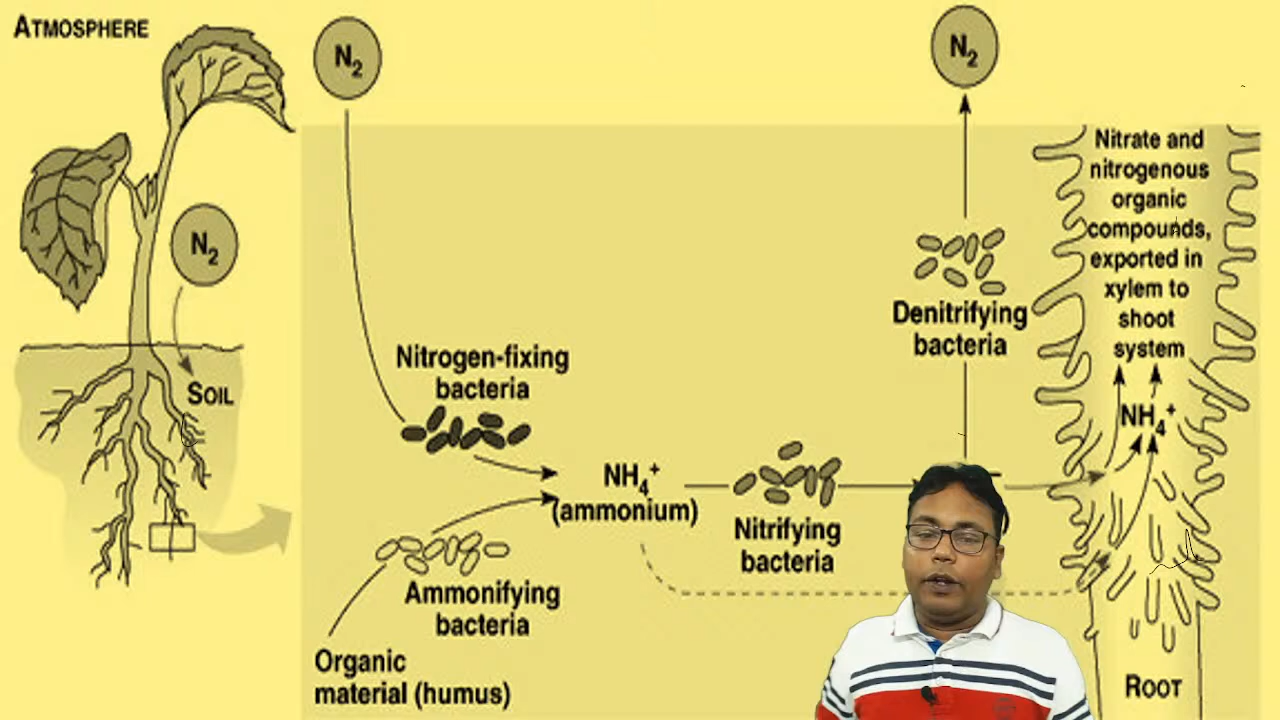 ATMOSPHERE
N2
N2
N2
SOIL
Nitrogen-fixing
bacteria
NH4+
(ammonium)
Ammonifying
bacteria
Organic
material (humus)
Nitrifying
bacteria
Denitrifying
bacteria
Nitrate and
nitrogenous
organic
compounds,
exported in
xylem to
shoot
system
NH4+
ROOT